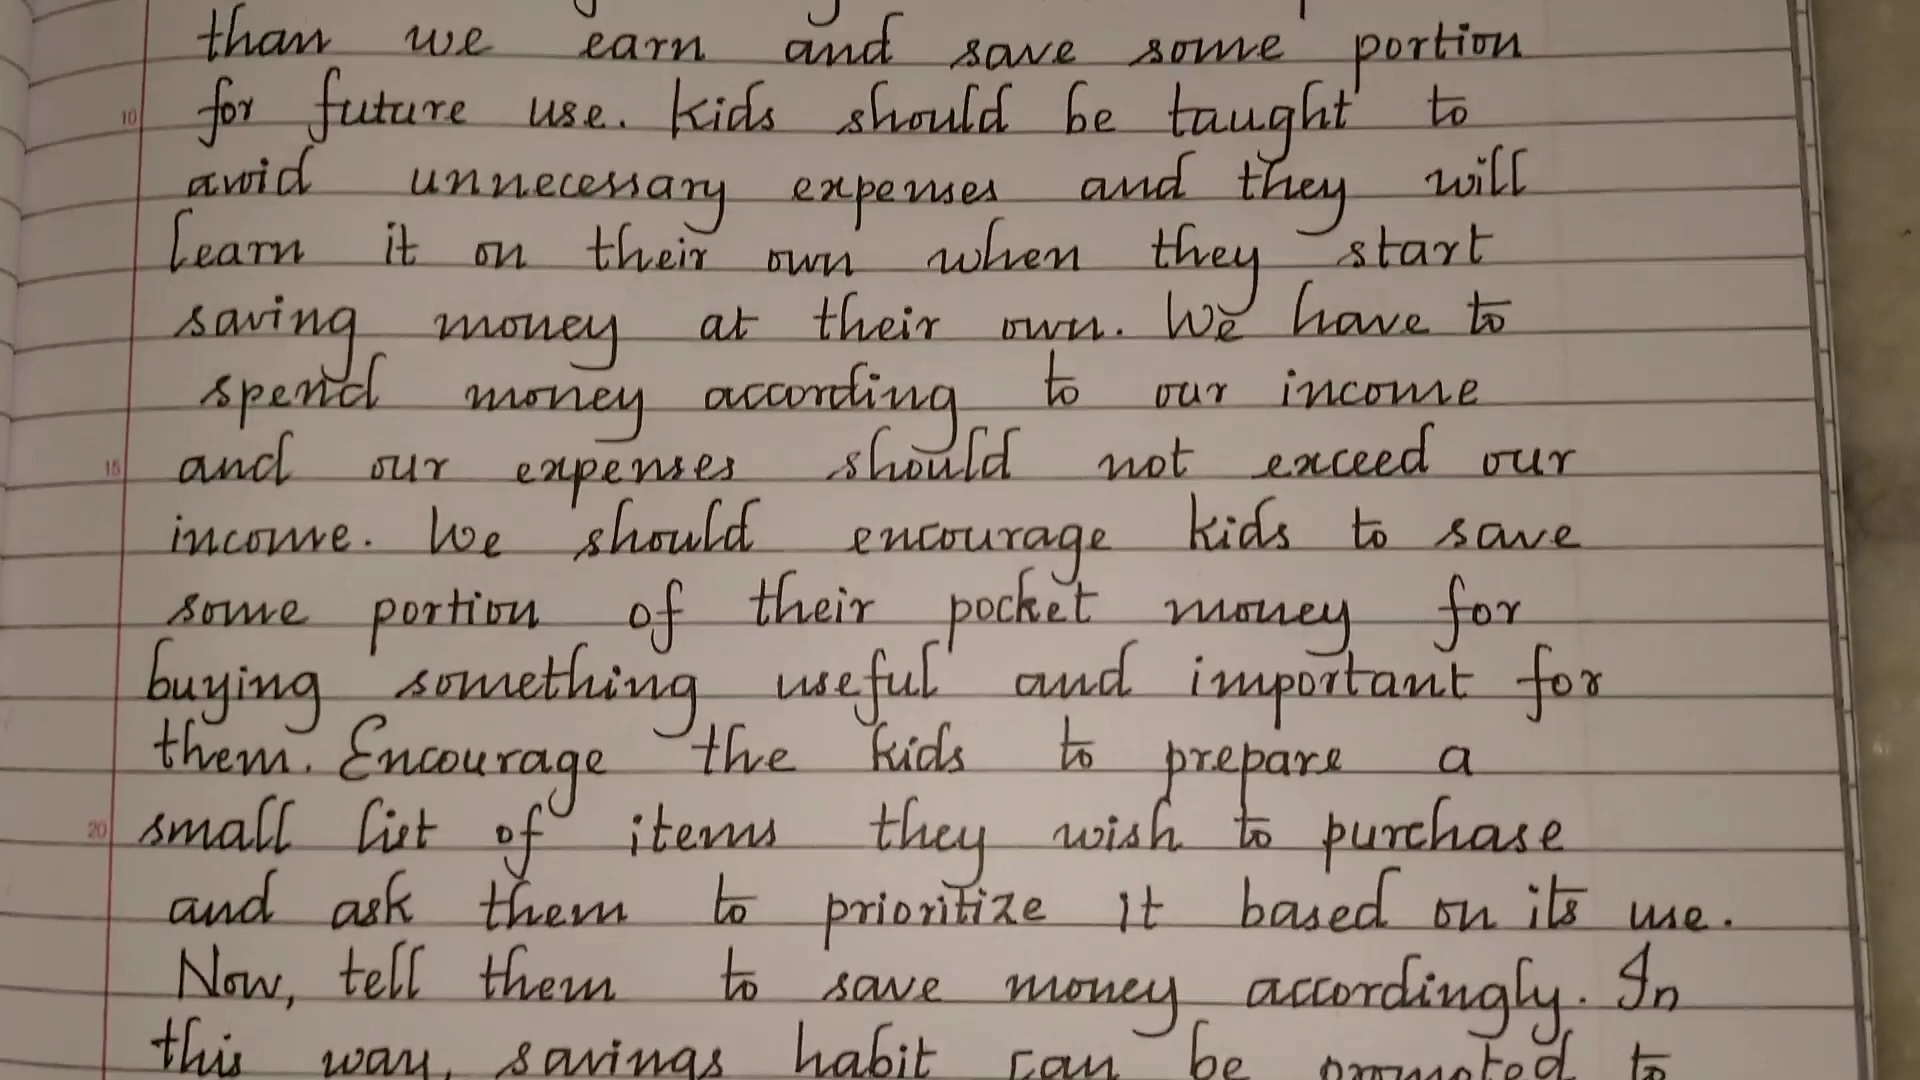 than we earn and save some portion
for future use. Kids should be taught to
avoid unnecessary expenses and they will
learn it on their own when they start
saving money at their own. We have to
spend money according to our income
and our expenses should not exceed our
income. We should encourage kids to save
some portion of their pocket money for
buying something useful and important for
them. Encourage the kids to prepare a
small list of items they wish to purchase
and ask them to prioritize it based on its use.
Now, tell them to save money accordingly. In
this way, savings habit can be promoted to
10
15
20